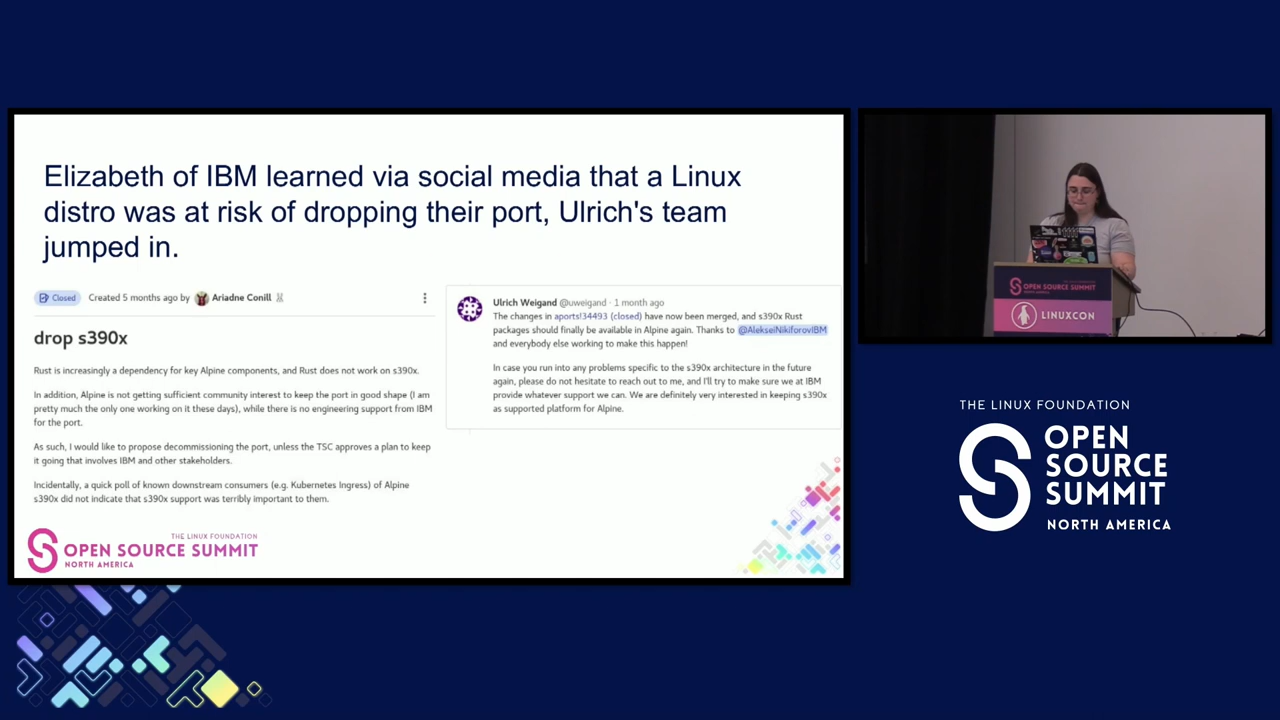 Elizabeth of IBM learned via social media that a Linux
distro was at risk of dropping their port, Ulrich's team
jumped in.
Closed Created 5 months ago by Ariadne Conill
drop s390x
Rust is increasingly a dependency for key Alpine components, and Rust does not work on s390x.
In addition, Alpine is not getting sufficient community interest to keep the port in good shape (I am
pretty much the only one working on it these days), while there is no engineering support from IBM
for the port.
As such, I would like to propose decommissioning the port, unless the TSC approves a plan to keep
it going that involves IBM and other stakeholders.
Incidentally, a quick poll of known downstream consumers (e.g. Kubernetes Ingress) of Alpine
s390x did not indicate that s390x support was terribly important to them.
Ulrich Weigand @uweigand · 1 month ago
The changes in aports!34493 (closed) have now been merged, and s390x Rust
packages should finally be available in Alpine again. Thanks to @AlekseiNikiforovIBM
and everybody else working to make this happen!
In case you run into any problems specific to the s390x architecture in the future
again, please do not hesitate to reach out to me, and I'll try to make sure we at IBM
provide whatever support we can. We are definitely very interested in keeping s390x
as supported platform for Alpine.
THE LINUX FOUNDATION
OPEN SOURCE SUMMIT
NORTH AMERICA
OPEN SOURCE SUMMIT
LINUXCON
THE LINUX FOUNDATION
OPEN
SOURCE
SUMMIT
NORTH AMERICA